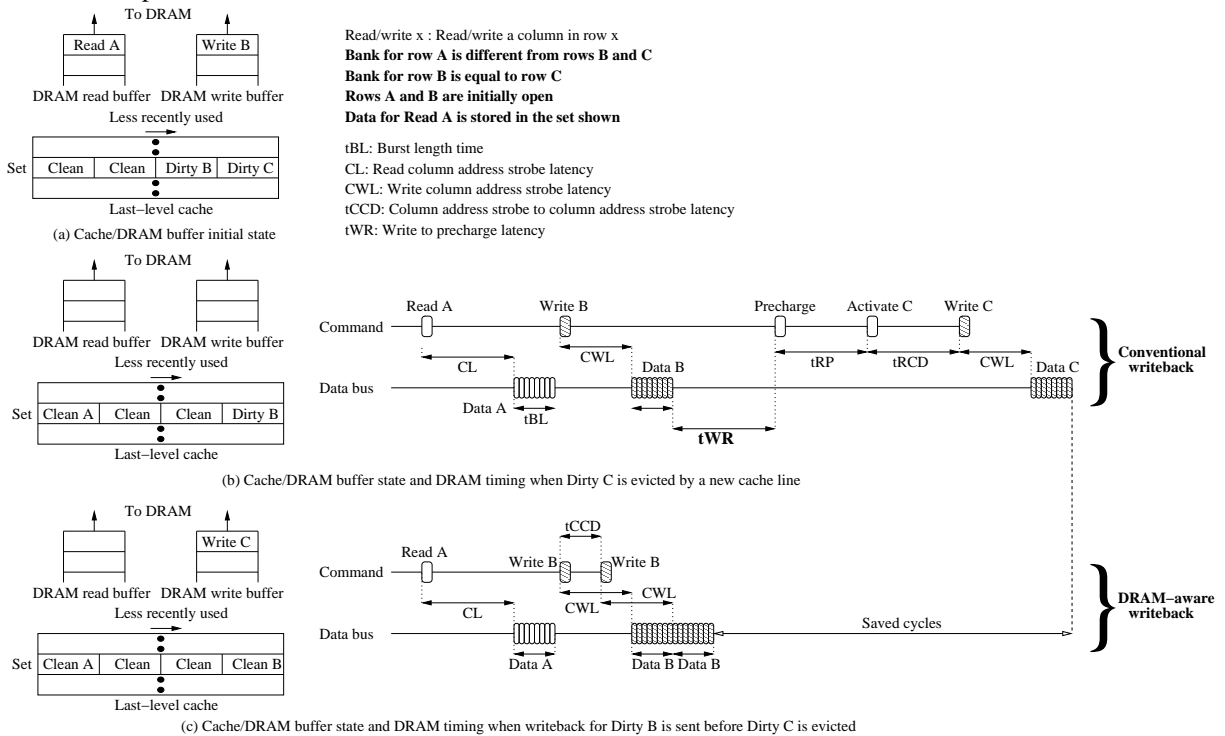 To DRAM
Read A Write B
DRAM read buffer DRAM write buffer
Less recently used
Set Clean Clean Dirty B Dirty C
Last−level cache
(a) Cache/DRAM buffer initial state
Read/write x : Read/write a column in row x
Bank for row A is different from rows B and C
Bank for row B is equal to row C
Rows A and B are initially open
Data for Read A is stored in the set shown
tBL: Burst length time
CL: Read column address strobe latency
CWL: Write column address strobe latency
tCCD: Column address strobe to column address strobe latency
tWR: Write to precharge latency
To DRAM
DRAM read buffer DRAM write buffer
Less recently used
Set Clean A Clean Clean Dirty B
Last−level cache
Read A Write B Precharge Activate C Write C
Command
CL CWL tRP tRCD CWL
Data B Data C
Data bus
Data A tBL
tWR
Conventional
writeback
(b) Cache/DRAM buffer state and DRAM timing when Dirty C is evicted by a new cache line
To DRAM
Write C
DRAM read buffer DRAM write buffer
Less recently used
Set Clean A Clean Clean Clean B
Last−level cache
tCCD
Read A Write B Write B
Command
CL CWL CWL
Saved cycles
Data bus
Data A Data B Data B
DRAM−aware
writeback
(c) Cache/DRAM buffer state and DRAM timing when writeback for Dirty B is sent before Dirty C is evicted